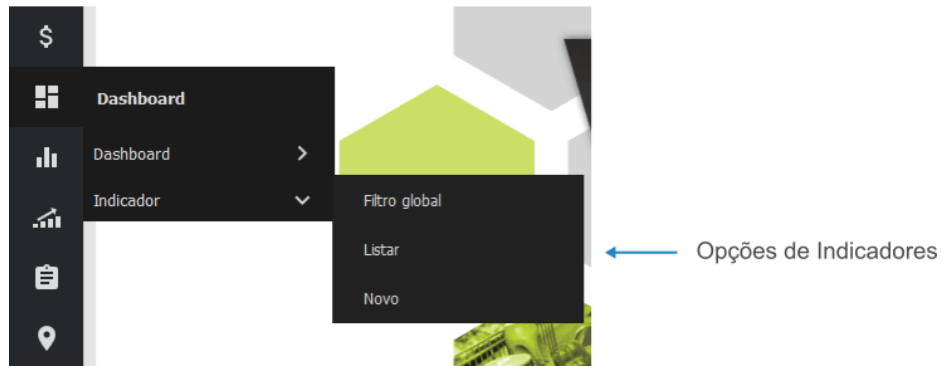 Dashboard
Dashboard
Indicador
Filtro global
Listar
Novo
Opções de Indicadores